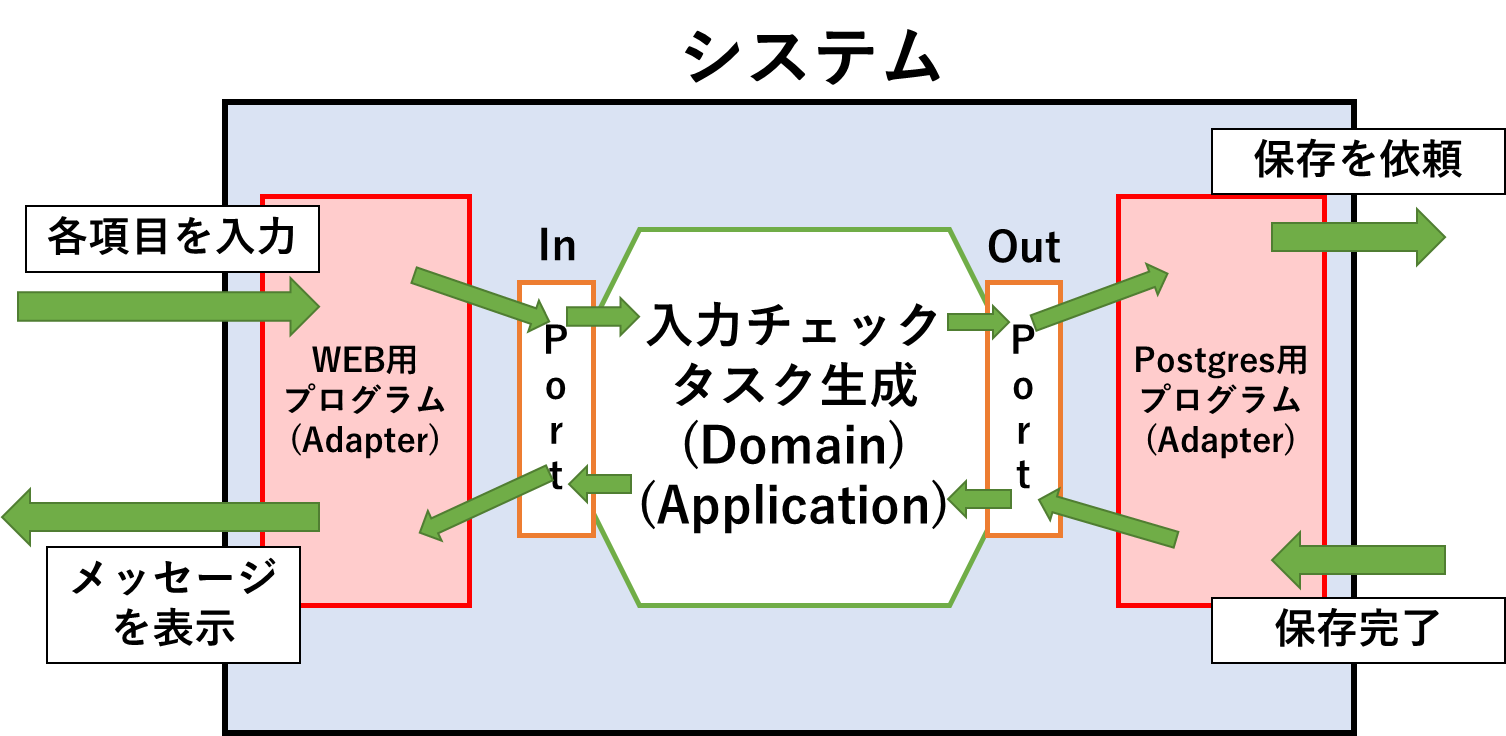 システム
保存を依頼
各項目を入力
In
Out
WEB用
プログラム
(Adapter)
Port
入力チェック
タスク生成
(Domain)
(Application)
Port
Postgres用
プログラム
(Adapter)
メッセージ
を表示
保存完了